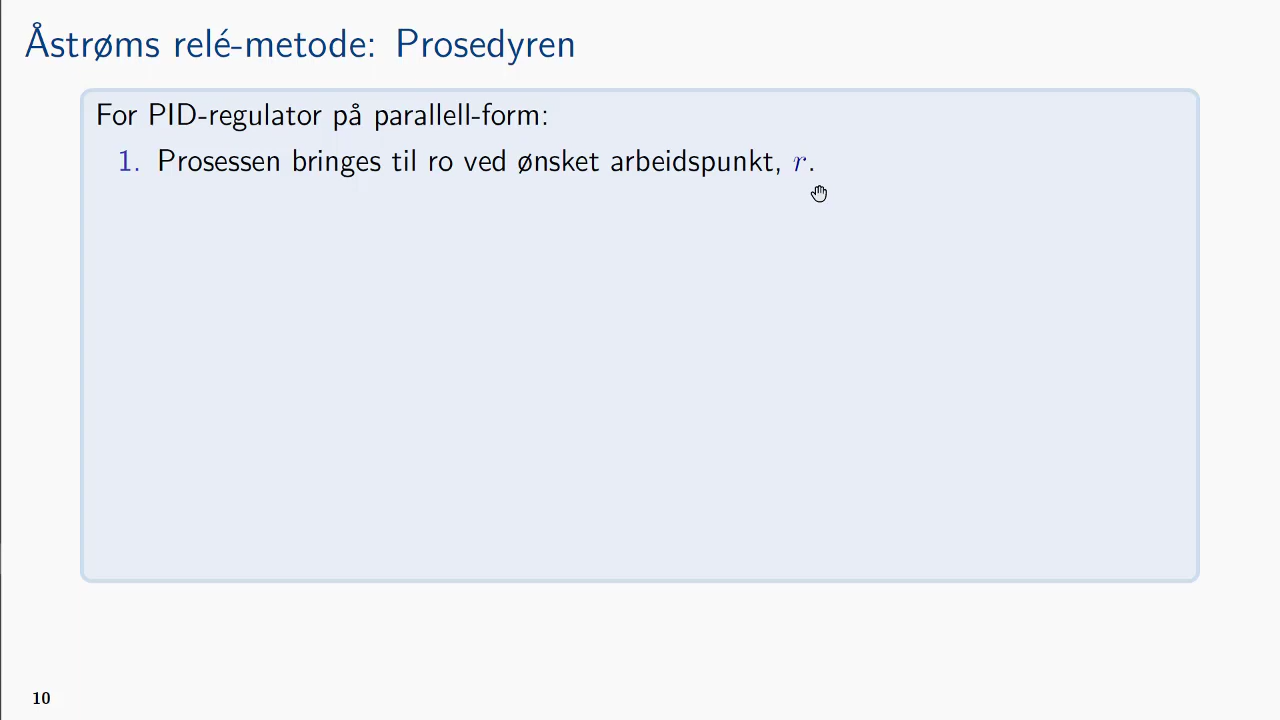 Åstrøms relé-metode: Prosedyren
For PID-regulator på parallell-form:
1. Prosessen bringes til ro ved ønsket arbeidspunkt, r.
10